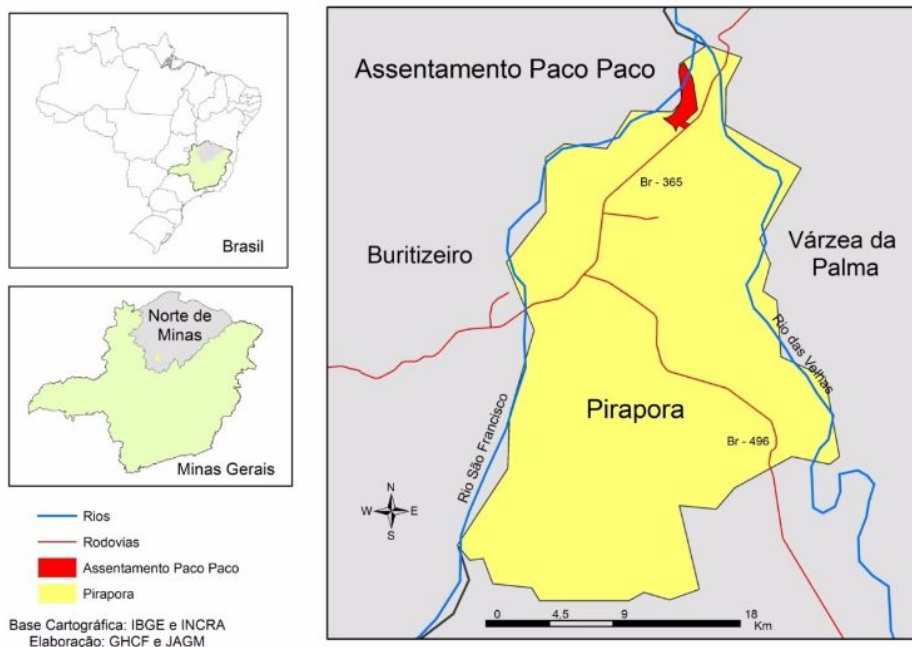 Brasil
Norte de
Minas
Minas Gerais
Rios
Rodovias
Assentamento Paco Paco
Pirapora
Base Cartográfica: IBGE e INCRA
Elaboração: GHCF e JAGM
Assentamento Paco Paco
Br - 365
Buritizeiro
Várzea da
Palma
Rio das Velhas
Rio São Francisco
Pirapora
Br - 496
N
W E
S
0 4,5 9 18
Km